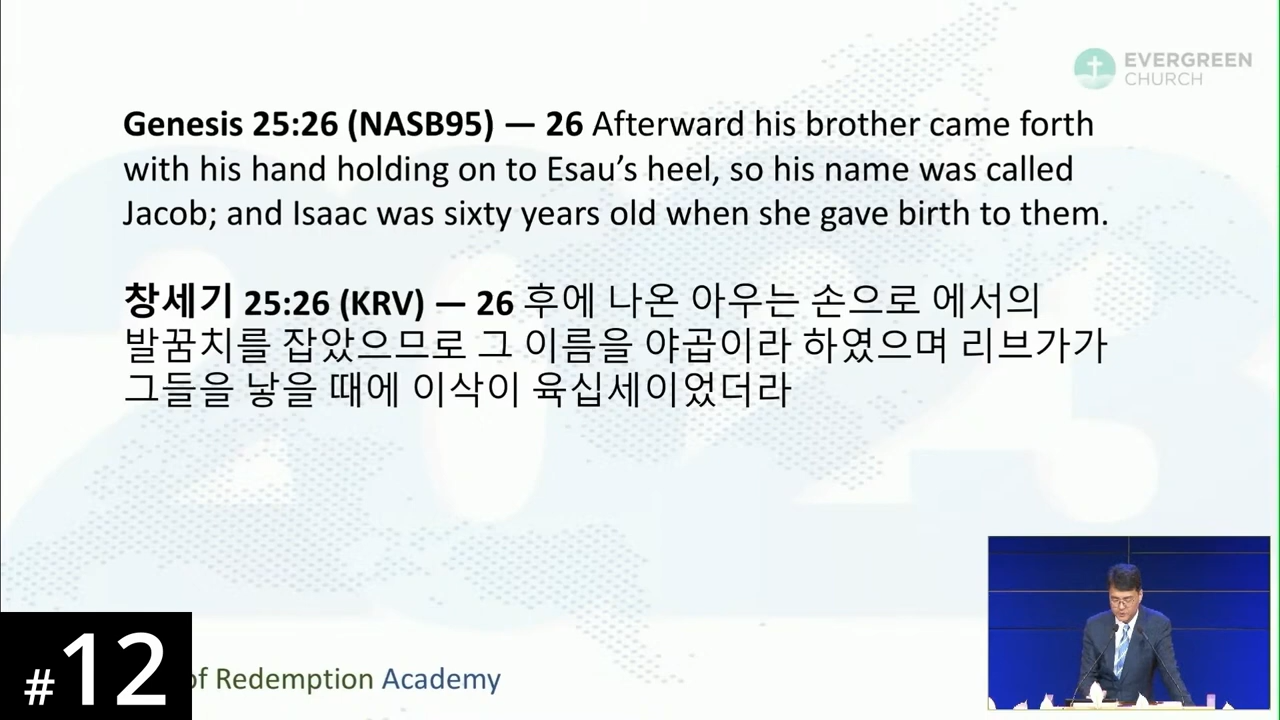 EVERGREEN
CHURCH
Genesis 25:26 (NASB95) — 26 Afterward his brother came forth
with his hand holding on to Esau’s heel, so his name was called
Jacob; and Isaac was sixty years old when she gave birth to them.
창세기 25:26 (KRV) — 26 후에 나온 아우는 손으로 에서의
발꿈치를 잡았으므로 그 이름을 야곱이라 하였으며 리브가가
그들을 낳을 때에 이삭이 육십세이었더라
#12
of Redemption Academy